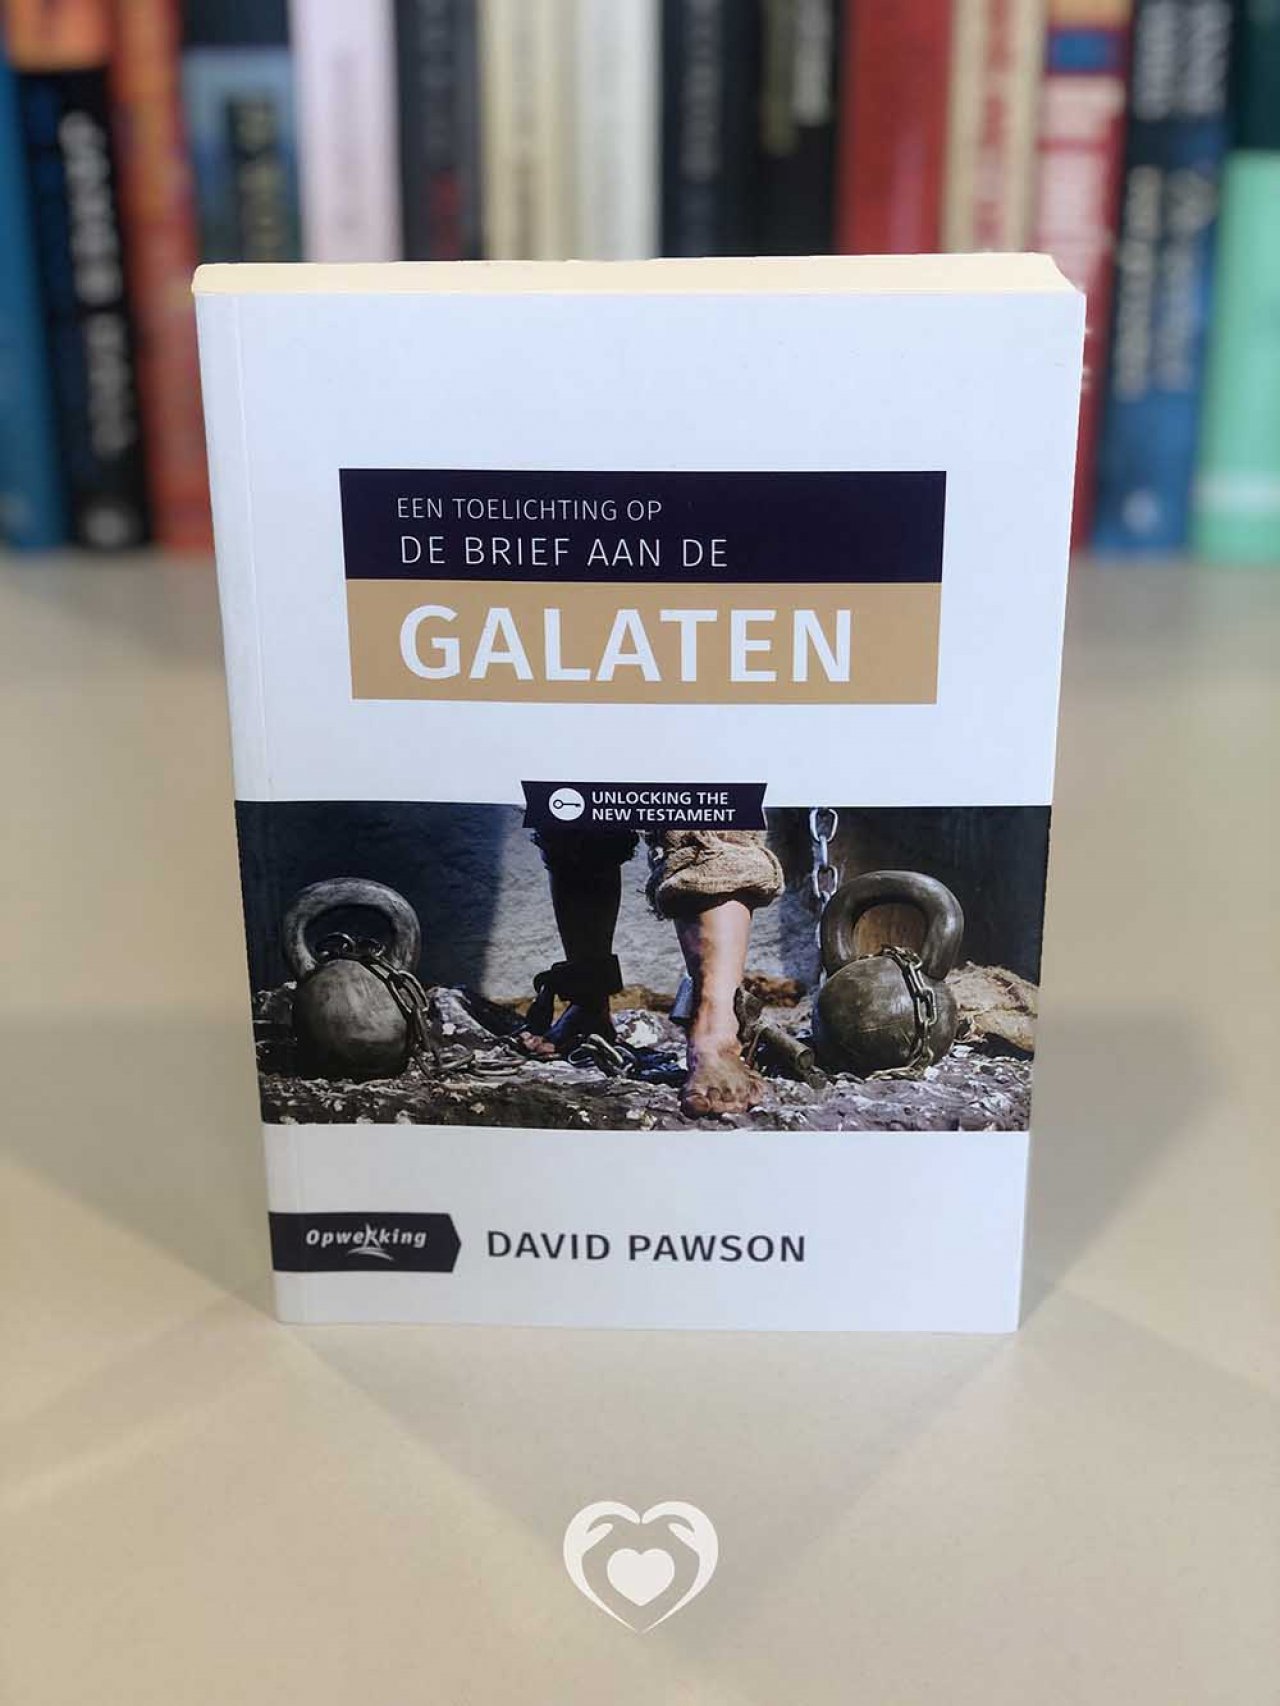 EEN TOELICHTING OP
DE BRIEF AAN DE
GALATEN
UNLOCKING THE
NEW TESTAMENT
Opwekking
DAVID PAWSON